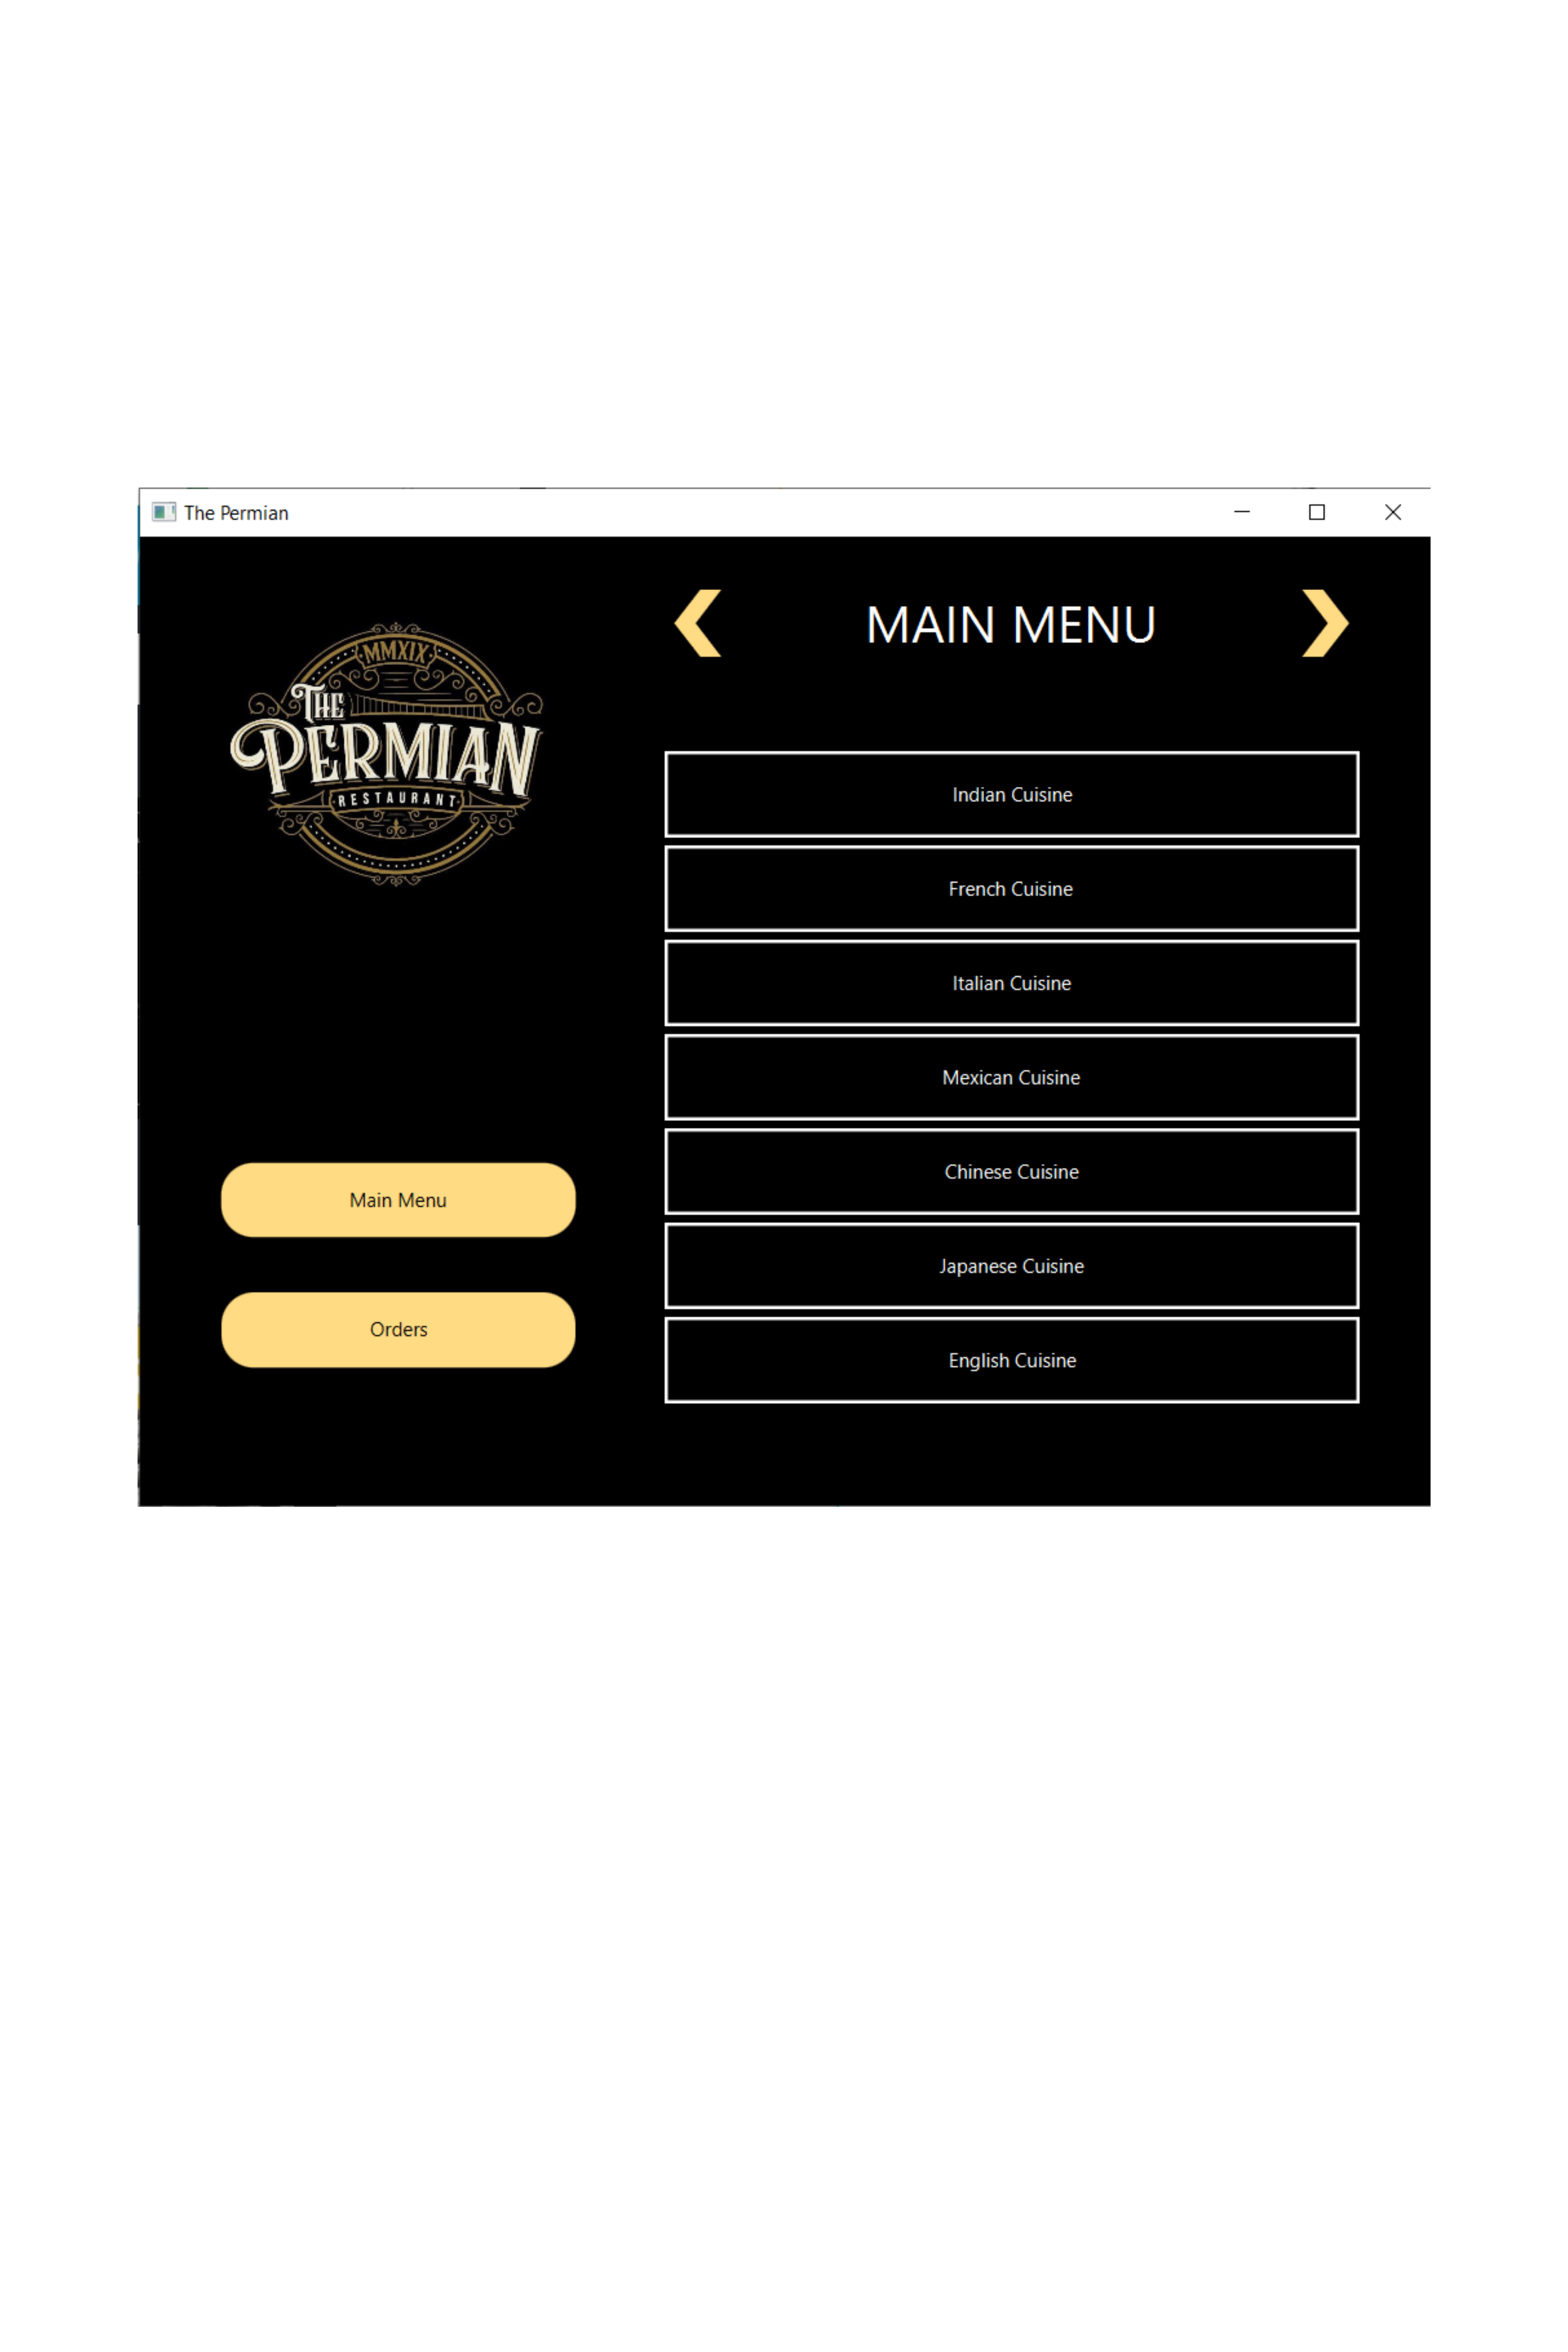 The Permian
MMXIX
THE
PERMIAN
RESTAURANT
Main Menu
Orders
MAIN MENU
Indian Cuisine
French Cuisine
Italian Cuisine
Mexican Cuisine
Chinese Cuisine
Japanese Cuisine
English Cuisine